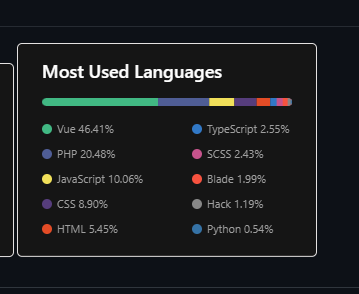 Most Used Languages
Vue 46.41%
PHP 20.48%
JavaScript 10.06%
CSS 8.90%
HTML 5.45%
TypeScript 2.55%
SCSS 2.43%
Blade 1.99%
Hack 1.19%
Python 0.54%